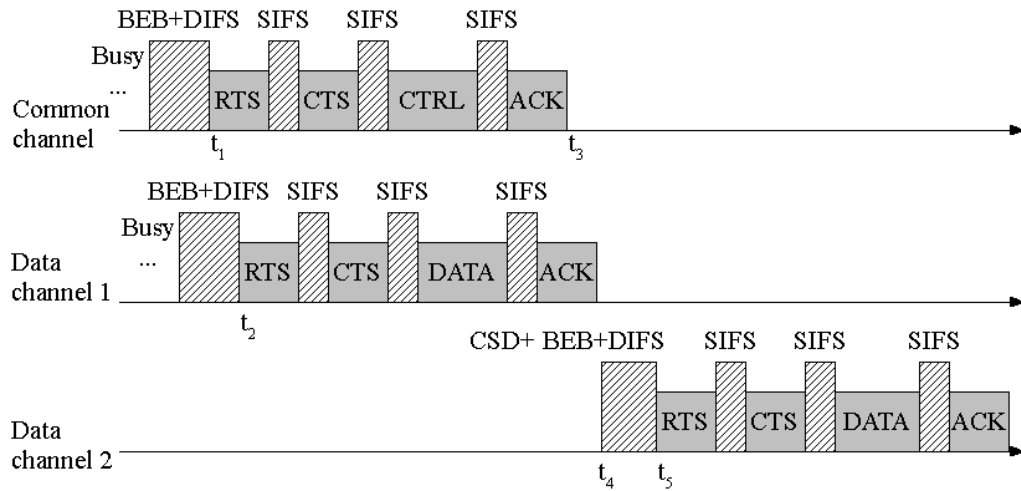 BEB+DIFS SIFS SIFS SIFS
Busy
...
RTS CTS CTRL ACK
Common
channel
t1 t3
BEB+DIFS SIFS SIFS SIFS
Busy
...
RTS CTS DATA ACK
Data
channel 1
t2
CSD+ BEB+DIFS SIFS SIFS SIFS
RTS CTS DATA ACK
Data
channel 2
t4 t5